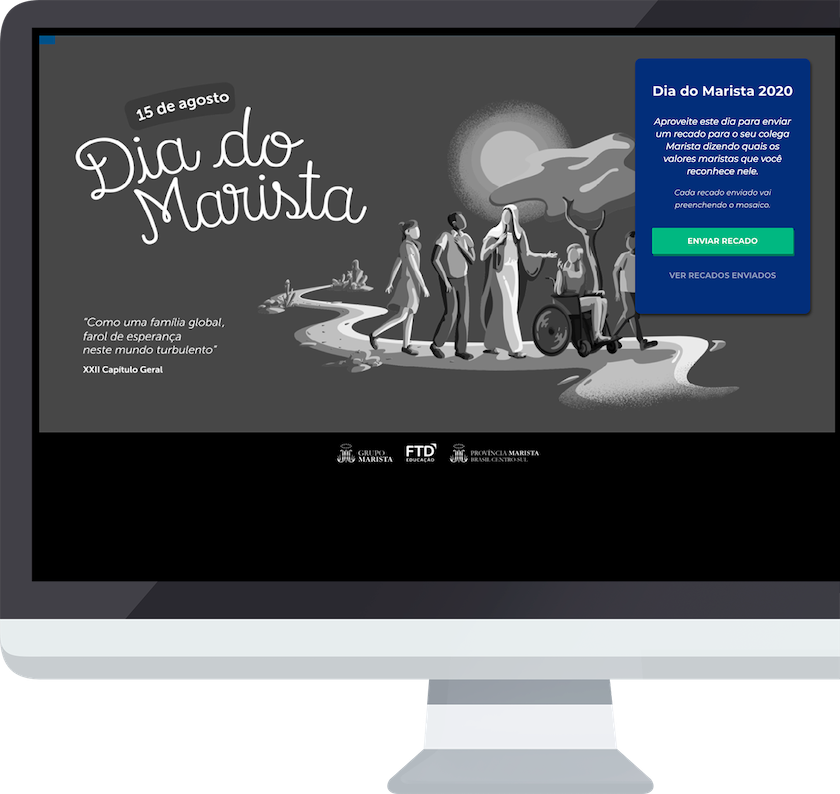 15 de agosto
Dia do
Marista
“Como uma família global,
farol de esperança
neste mundo turbulento”
XXII Capítulo Geral
Dia do Marista 2020
Aproveite este dia para enviar
um recado para o seu colega
Marista dizendo quais os
valores maristas que você
reconhece nele.
Cada recado enviado vai
preenchendo o mosaico.
ENVIAR RECADO
VER RECADOS ENVIADOS
GRUPO
MARISTA
FTD
EDUCAÇÃO
PROVÍNCIA MARISTA
BRASIL CENTRO-SUL